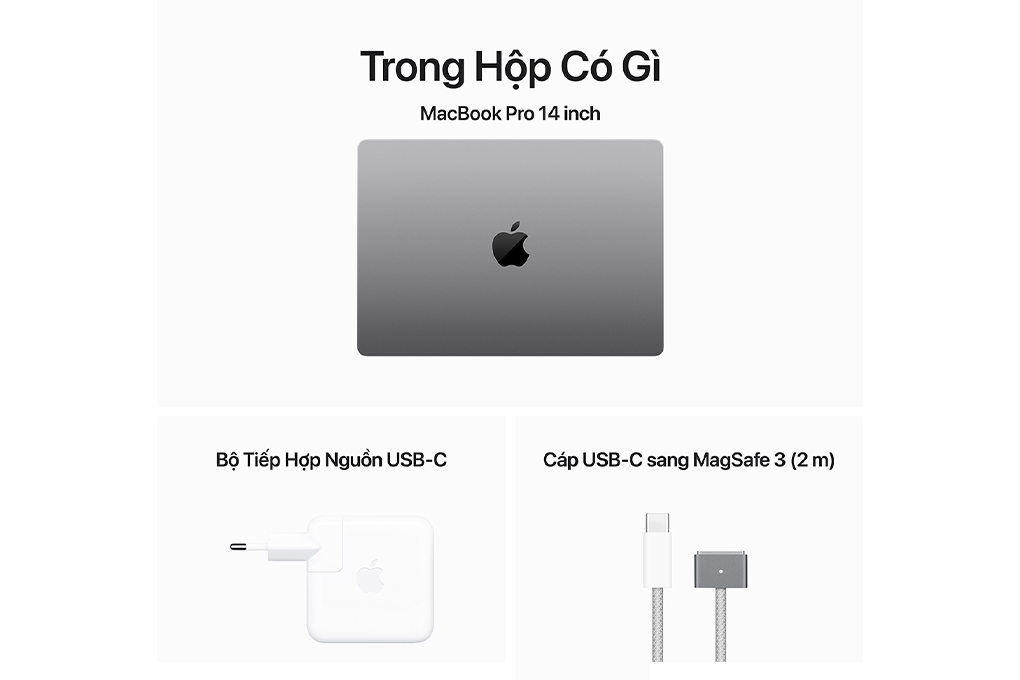 Trong Hộp Có Gì
MacBook Pro 14 inch
Bộ Tiếp Hợp Nguồn USB-C
Cáp USB-C sang MagSafe 3 (2 m)